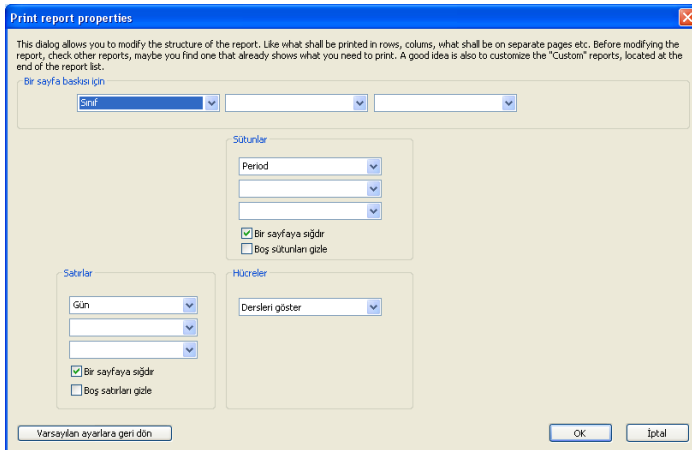 Print report properties
This dialog allows you to modify the structure of the report. Like what shall be printed in rows, colums, what shall be on separate pages etc. Before modifying the
report, check other reports, maybe you find one that already shows what you need to print. A good idea is also to customize the "Custom" reports, located at the
end of the report list.
Bir sayfa baskısı için
Sınıf
Sütunlar
Period
Bir sayfaya sığdır
Boş sütunları gizle
Satırlar
Hücreler
Gün
Dersleri göster
Bir sayfaya sığdır
Boş satırları gizle
Varsayılan ayarlara geri dön
OK
İptal